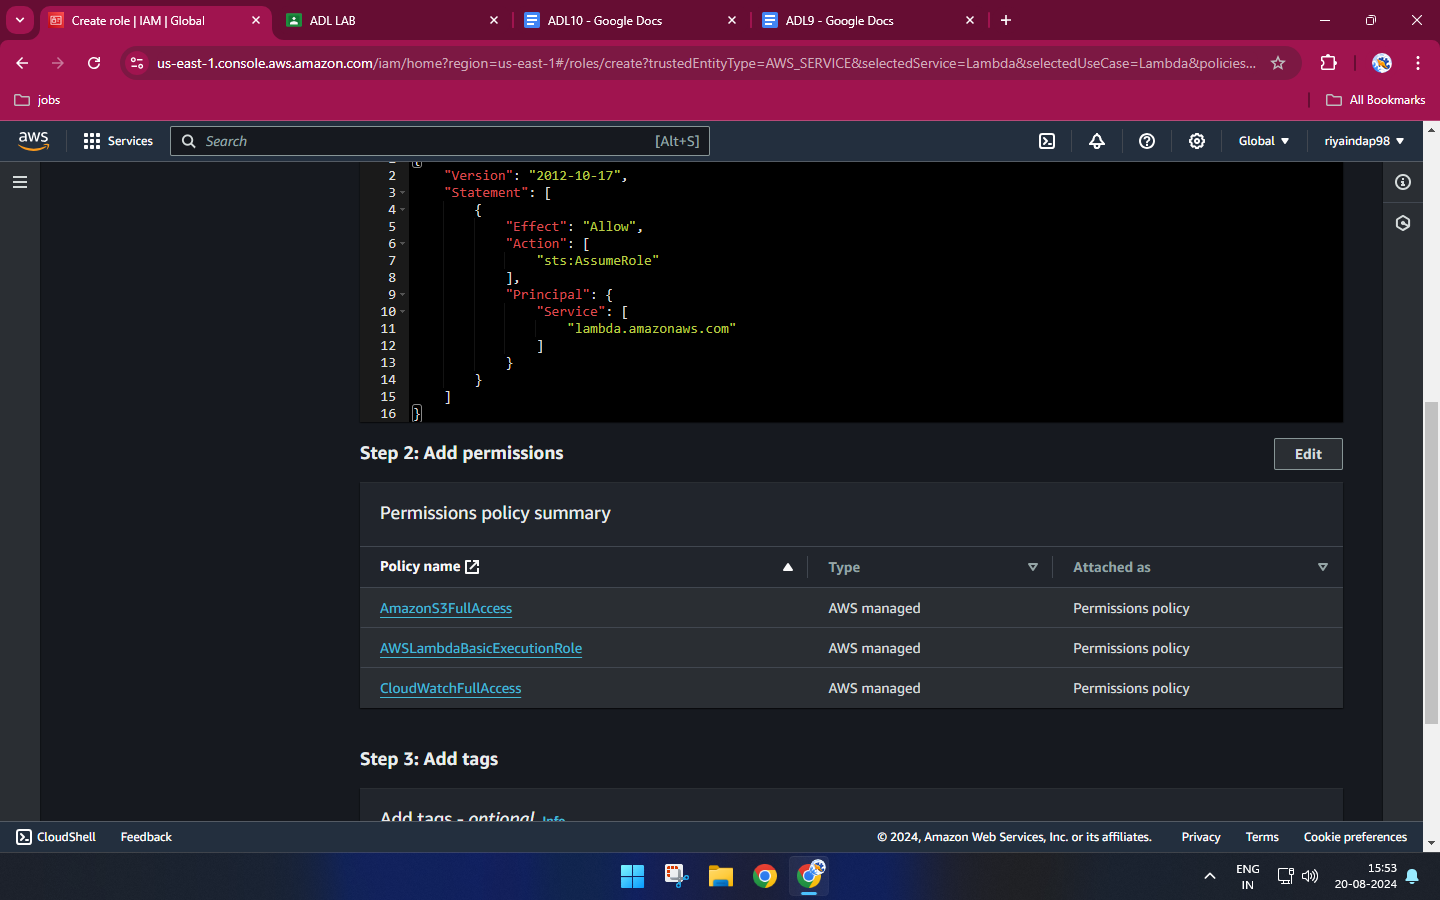 Create role | IAM | Global
ADL LAB
ADL10 - Google Docs
ADL9 - Google Docs
us-east-1.console.aws.amazon.com/iam/home?region=us-east-1#/roles/create?trustedEntityType=AWS_SERVICE&selectedService=Lambda&selectedUseCase=Lambda&policies...
jobs
All Bookmarks
aws
Services
Search
[Alt+S]
Global
riyaindap98
{
2 "Version": "2012-10-17",
3 "Statement": [
4 {
5 "Effect": "Allow",
6 "Action": [
7 "sts:AssumeRole"
8 ],
9 "Principal": {
10 "Service": [
11 "lambda.amazonaws.com"
12 ]
13 }
14 }
15 ]
16 }
Step 2: Add permissions
Edit
Permissions policy summary
Policy name Type Attached as
AmazonS3FullAccess AWS managed Permissions policy
AWSLambdaBasicExecutionRole AWS managed Permissions policy
CloudWatchFullAccess AWS managed Permissions policy
Step 3: Add tags
Add tags - optional Info
CloudShell Feedback © 2024, Amazon Web Services, Inc. or its affiliates. Privacy Terms Cookie preferences
ENG
IN
15:53
20-08-2024